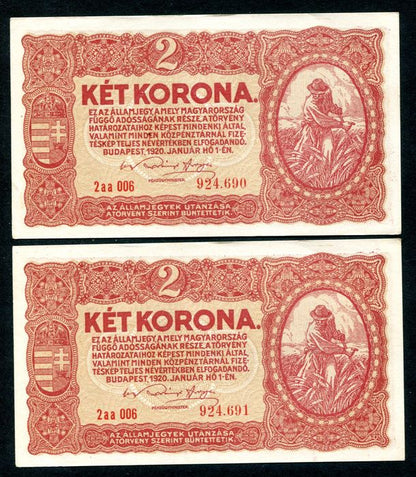 2
KÉT KORONA.
EZ AZ ÁLLAMJEGY A MELY MAGYARORSZÁG
FÜGGŐ ADÓSSÁGÁNAK RÉSZE, A TÖRVÉNY
HATÁROZATAIHOZ KÉPEST MINDENKI ÁLTAL,
VALAMINT MINDEN KÖZPÉNZTÁRNÁL FIZE-
TÉSKÉP TELJES NÉVÉRTÉKBEN ELFOGADANDÓ.
BUDAPEST, 1920. JANUÁR HÓ 1-ÉN.
2aa 006 924.690
PÉNZÜGYMINISTER.
AZ ÁLLAMJEGYEK UTÁNZÁSA
A TÖRVÉNY SZERINT BÜNTETTETIK.
2
KÉT KORONA.
EZ AZ ÁLLAMJEGY A MELY MAGYARORSZÁG
FÜGGŐ ADÓSSÁGÁNAK RÉSZE, A TÖRVÉNY
HATÁROZATAIHOZ KÉPEST MINDENKI ÁLTAL,
VALAMINT MINDEN KÖZPÉNZTÁRNÁL FIZE-
TÉSKÉP TELJES NÉVÉRTÉKBEN ELFOGADANDÓ.
BUDAPEST, 1920. JANUÁR HÓ 1-ÉN.
2aa 006 924.691
PÉNZÜGYMINISTER.
AZ ÁLLAMJEGYEK UTÁNZÁSA
A TÖRVÉNY SZERINT BÜNTETTETIK.